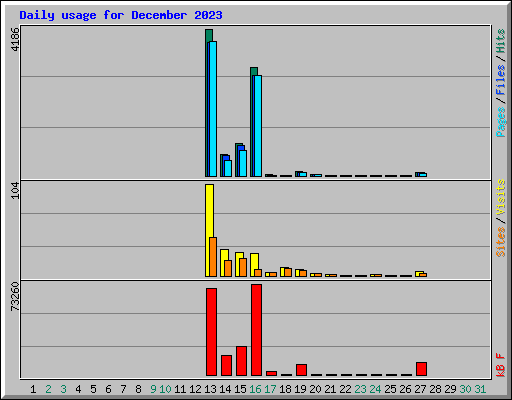 Daily usage for December 2023
4186
Pages/Files/Hits
104
Sites/Visits
73260
kB F
1 2 3 4 5 6 7 8 9 10 11 12 13 14 15 16 17 18 19 20 21 22 23 24 25 26 27 28 29 30 31